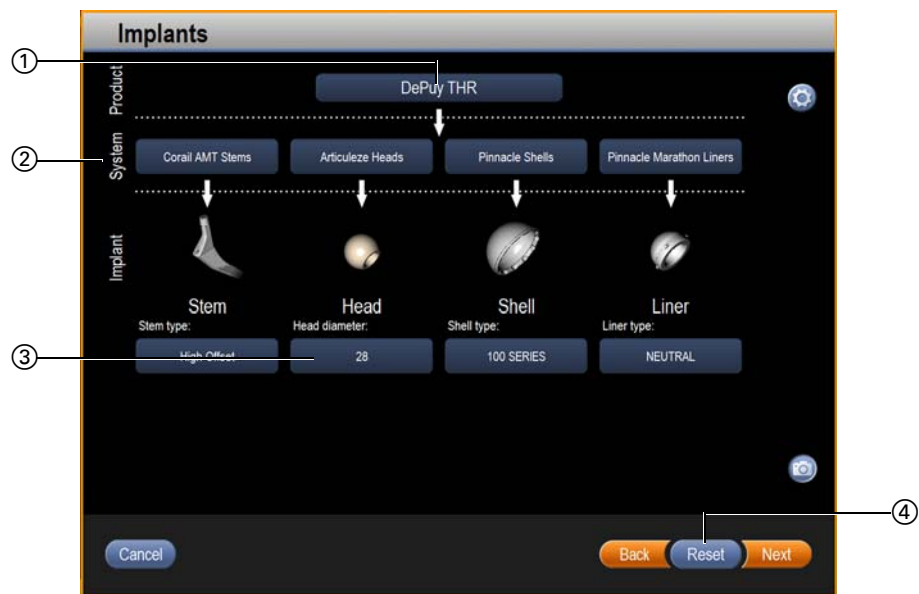 Implants
①
Product
DePuy THR
②
System
Corail AMT Stems
Articuleze Heads
Pinnacle Shells
Pinnacle Marathon Liners
Implant
Stem
Head
Shell
Liner
Stem type:
Head diameter:
Shell type:
Liner type:
③
High Offset
28
100 SERIES
NEUTRAL
④
Cancel
Back
Reset
Next